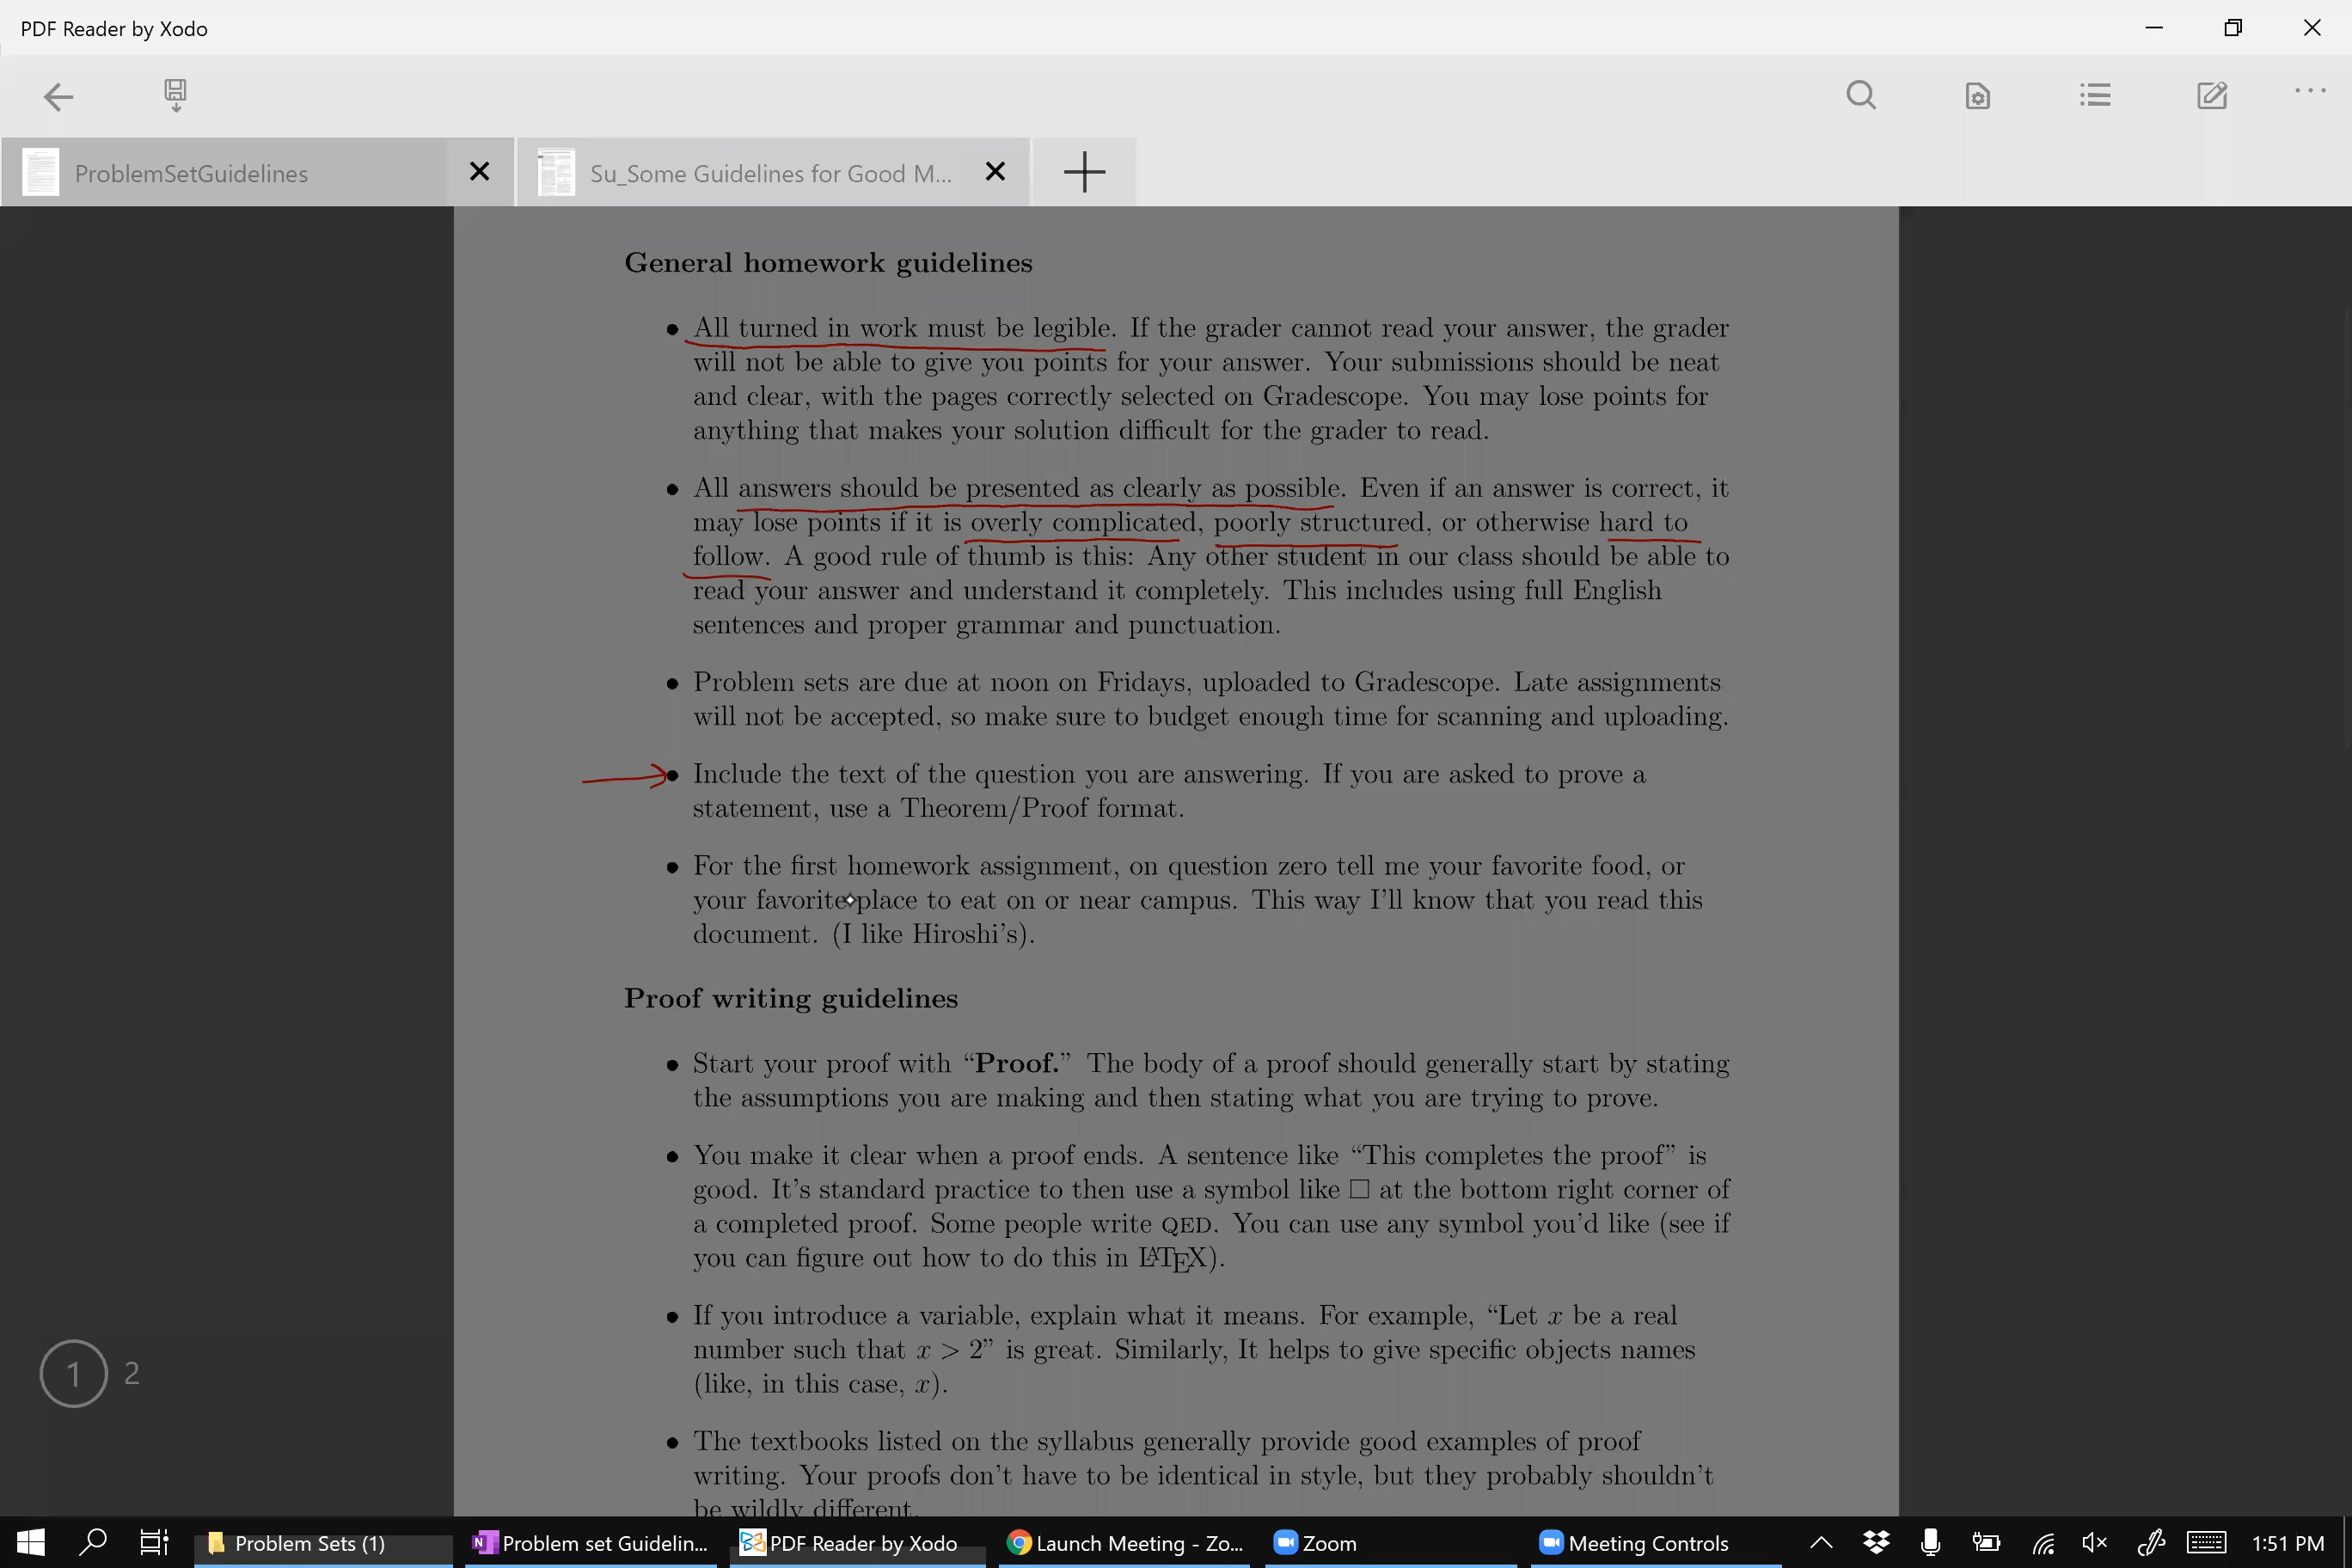 PDF Reader by Xodo
ProblemSetGuidelines
Su_Some Guidelines for Good M...
General homework guidelines
• All turned in work must be legible. If the grader cannot read your answer, the grader
will not be able to give you points for your answer. Your submissions should be neat
and clear, with the pages correctly selected on Gradescope. You may lose points for
anything that makes your solution difficult for the grader to read.
• All answers should be presented as clearly as possible. Even if an answer is correct, it
may lose points if it is overly complicated, poorly structured, or otherwise hard to
follow. A good rule of thumb is this: Any other student in our class should be able to
read your answer and understand it completely. This includes using full English
sentences and proper grammar and punctuation.
• Problem sets are due at noon on Fridays, uploaded to Gradescope. Late assignments
will not be accepted, so make sure to budget enough time for scanning and uploading.
• Include the text of the question you are answering. If you are asked to prove a
statement, use a Theorem/Proof format.
• For the first homework assignment, on question zero tell me your favorite food, or
your favorite place to eat on or near campus. This way I'll know that you read this
document. (I like Hiroshi's).
Proof writing guidelines
• Start your proof with “Proof.” The body of a proof should generally start by stating
the assumptions you are making and then stating what you are trying to prove.
• You make it clear when a proof ends. A sentence like “This completes the proof” is
good. It's standard practice to then use a symbol like □ at the bottom right corner of
a completed proof. Some people write QED. You can use any symbol you'd like (see if
you can figure out how to do this in LATEX).
• If you introduce a variable, explain what it means. For example, “Let x be a real
number such that x > 2” is great. Similarly, It helps to give specific objects names
(like, in this case, x).
• The textbooks listed on the syllabus generally provide good examples of proof
writing. Your proofs don't have to be identical in style, but they probably shouldn't
be wildly different.
1 2
Problem Sets (1)
Problem set Guidelin...
PDF Reader by Xodo
Launch Meeting - Zo...
Zoom
Meeting Controls
1:51 PM